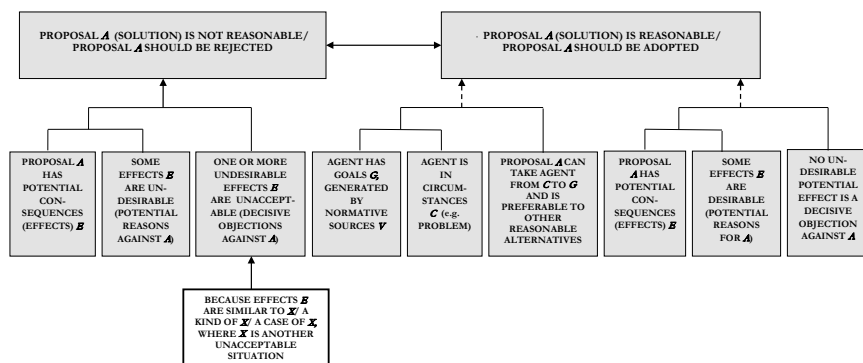 PROPOSAL A (SOLUTION) IS NOT REASONABLE/
PROPOSAL A SHOULD BE REJECTED
PROPOSAL A (SOLUTION) IS REASONABLE/
PROPOSAL A SHOULD BE ADOPTED
PROPOSAL A
HAS
POTENTIAL
CON-
SEQUENCES
(EFFECTS) E
SOME
EFFECTS E
ARE UN-
DESIRABLE
(POTENTIAL
REASONS
AGAINST A)
ONE OR MORE
UNDESIRABLE
EFFECTS E
ARE UNACCEPT-
ABLE (DECISIVE
OBJECTIONS
AGAINST A)
AGENT HAS
GOALS G,
GENERATED
BY
NORMATIVE
SOURCES V
AGENT IS
IN
CIRCUM-
STANCES
C (e.g.
PROBLEM)
PROPOSAL A CAN
TAKE AGENT
FROM C TO G
AND IS
PREFERABLE TO
OTHER
REASONABLE
ALTERNATIVES
PROPOSAL
A HAS
POTENTIAL
CON-
SEQUENCES
(EFFECTS) E
SOME
EFFECTS E
ARE
DESIRABLE
(POTENTIAL
REASONS
FOR A)
NO UN-
DESIRABLE
POTENTIAL
EFFECT IS A
DECISIVE
OBJECTION
AGAINST A
BECAUSE EFFECTS E
ARE SIMILAR TO X/ A
KIND OF X/ A CASE OF X,
WHERE X IS ANOTHER
UNACCEPTABLE
SITUATION